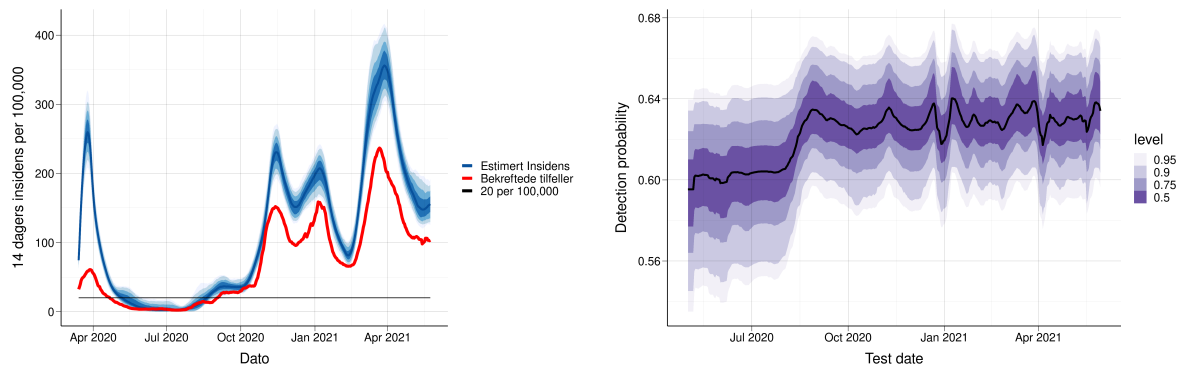 14 dagers insidens per 100,000
400
300
200
100
0
Apr 2020
Jul 2020
Oct 2020
Jan 2021
Apr 2021
Dato
Estimert Insidens
Bekreftede tilfeller
20 per 100,000
Detection probability
0.68
0.64
0.60
0.56
Jul 2020
Oct 2020
Jan 2021
Apr 2021
Test date
level
0.95
0.9
0.75
0.5